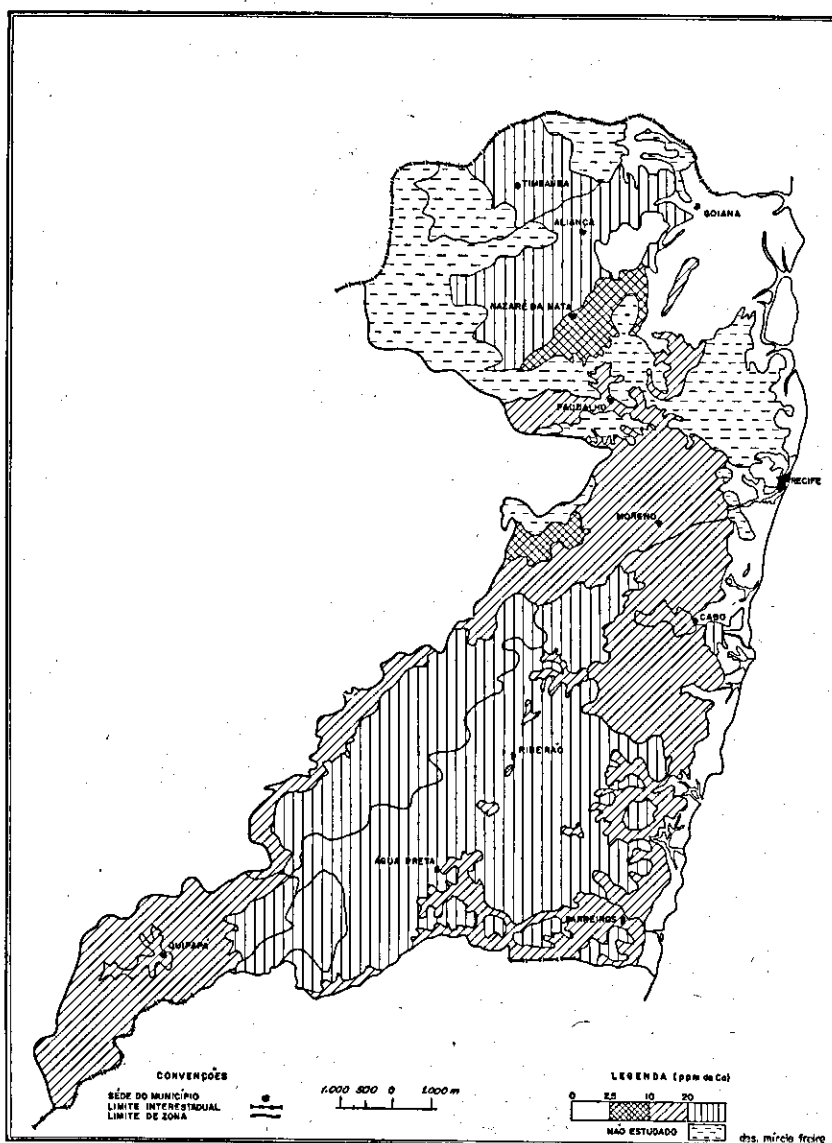 TIMBAÚBA
GOIANA
ALIANÇA
NAZARÉ DA MATA
PAUDALHO
RECIFE
MORENO
CABO
RIBEIRÃO
ÁGUA PRETA
BARREIROS
QUIPAPÁ
CONVENÇÕES
SÉDE DO MUNICÍPIO
LIMITE INTERESTADUAL
LIMITE DE ZONA
1.000 500 0 1.000 m
LEGENDA (ppm de Co)
0 2,5 10 20
NÃO ESTUDADO
des. mírcia freire